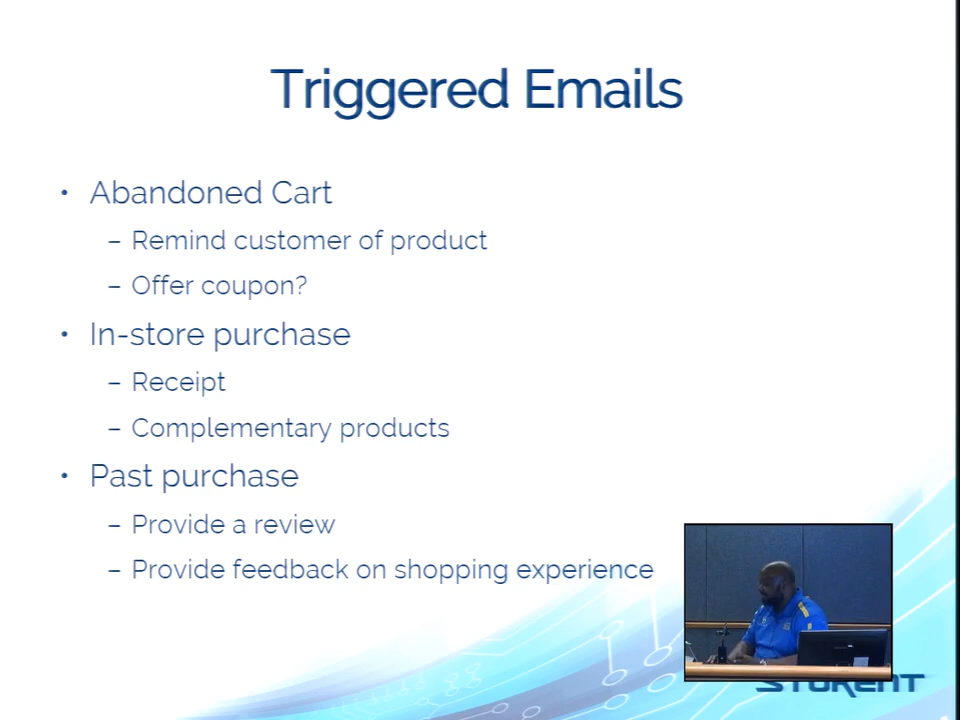 Triggered Emails
• Abandoned Cart
– Remind customer of product
– Offer coupon?
• In-store purchase
– Receipt
– Complementary products
• Past purchase
– Provide a review
– Provide feedback on shopping experience
STUKENT